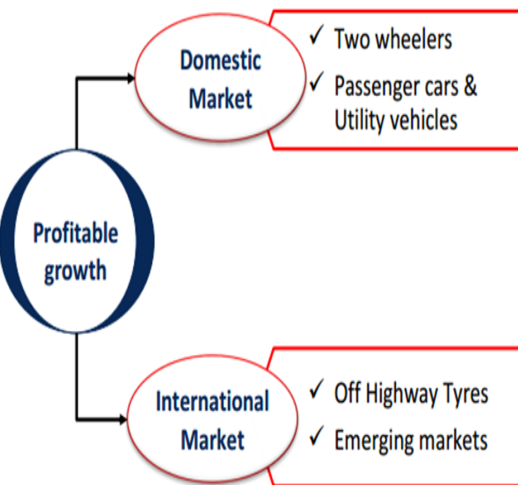 Domestic
Market
✓ Two wheelers
✓ Passenger cars &
Utility vehicles
Profitable
growth
International
Market
✓ Off Highway Tyres
✓ Emerging markets